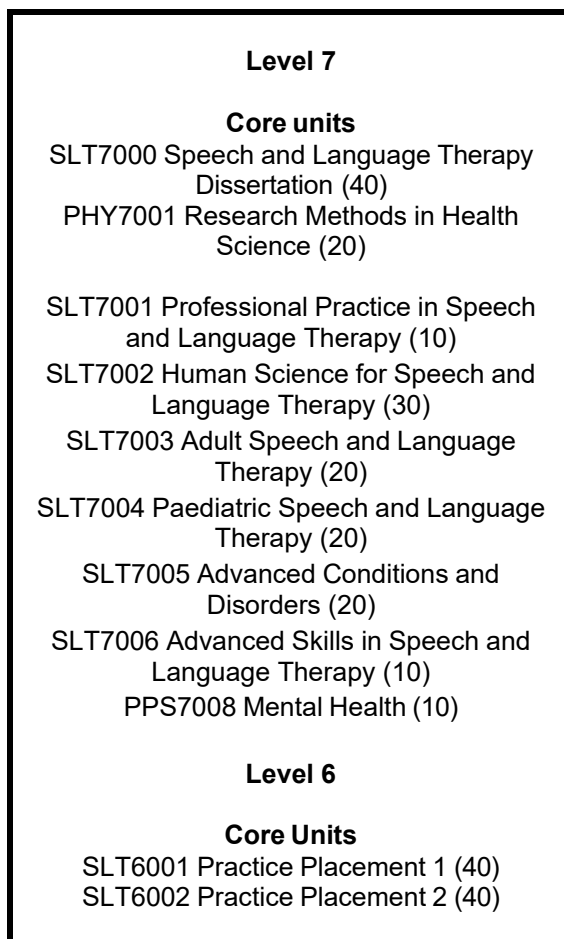 Level 7
Core units
SLT7000 Speech and Language Therapy
Dissertation (40)
PHY7001 Research Methods in Health
Science (20)
SLT7001 Professional Practice in Speech
and Language Therapy (10)
SLT7002 Human Science for Speech and
Language Therapy (30)
SLT7003 Adult Speech and Language
Therapy (20)
SLT7004 Paediatric Speech and Language
Therapy (20)
SLT7005 Advanced Conditions and
Disorders (20)
SLT7006 Advanced Skills in Speech and
Language Therapy (10)
PPS7008 Mental Health (10)
Level 6
Core Units
SLT6001 Practice Placement 1 (40)
SLT6002 Practice Placement 2 (40)